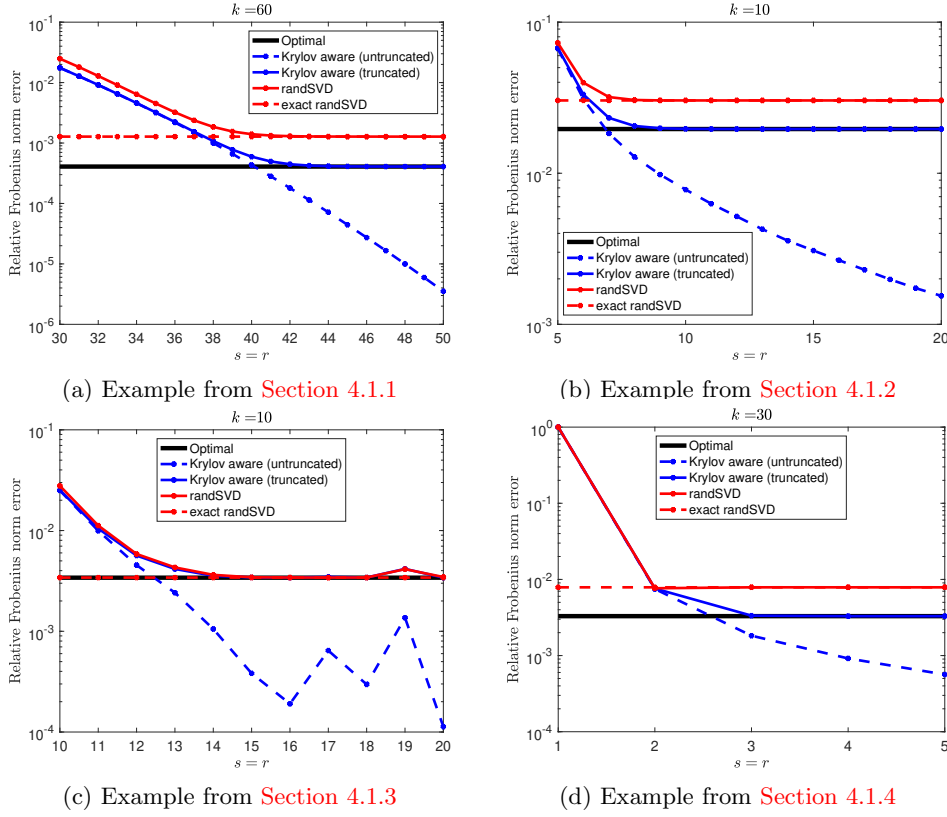 k = 60
10^-1
10^-2
10^-3
10^-4
10^-5
10^-6
Relative Frobenius norm error
Optimal
Krylov aware (untruncated)
Krylov aware (truncated)
randSVD
exact randSVD
30 32 34 36 38 40 42 44 46 48 50
s = r
(a) Example from Section 4.1.1
k = 10
10^-1
10^-2
10^-3
Relative Frobenius norm error
Optimal
Krylov aware (untruncated)
Krylov aware (truncated)
randSVD
exact randSVD
5 10 15 20
s = r
(b) Example from Section 4.1.2
k = 10
10^-1
10^-2
10^-3
10^-4
Relative Frobenius norm error
Optimal
Krylov aware (untruncated)
Krylov aware (truncated)
randSVD
exact randSVD
10 11 12 13 14 15 16 17 18 19 20
s = r
(c) Example from Section 4.1.3
k = 30
10^0
10^-1
10^-2
10^-3
10^-4
Relative Frobenius norm error
Optimal
Krylov aware (untruncated)
Krylov aware (truncated)
randSVD
exact randSVD
1 2 3 4 5
s = r
(d) Example from Section 4.1.4